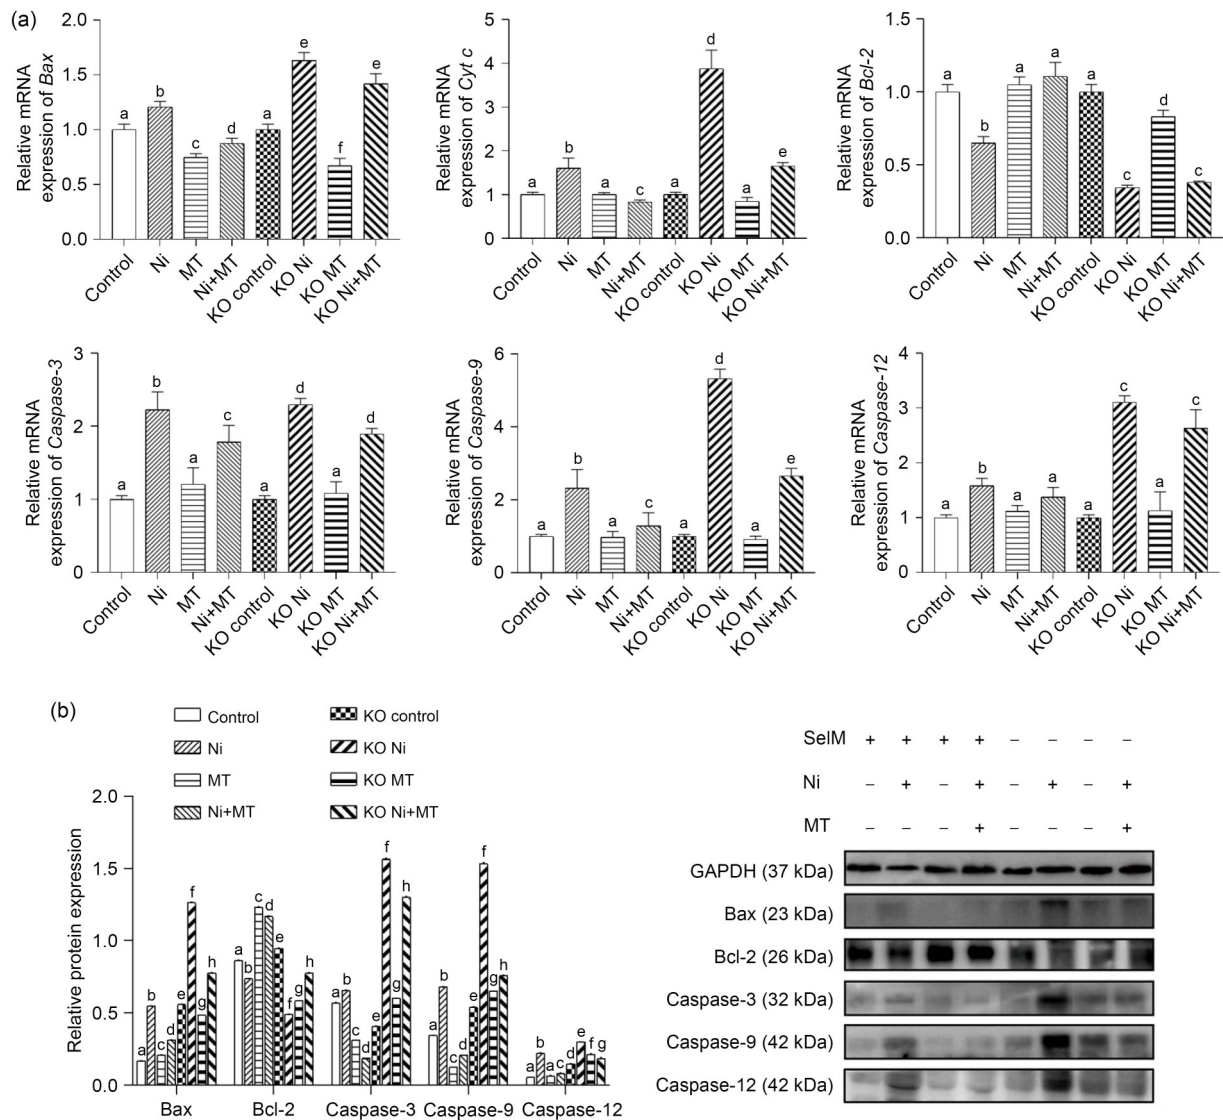 (a)
Relative mRNA
expression of Bax
2.0
1.5
1.0
0.5
0.0
a b c d a e f e
Control Ni MT Ni+MT KO control KO Ni KO MT KO Ni+MT
Relative mRNA
expression of Cyt c
5
4
3
2
1
0
a b a c a d a e
Control Ni MT Ni+MT KO control KO Ni KO MT KO Ni+MT
Relative mRNA
expression of Bcl-2
1.5
1.0
0.5
0.0
a b a a a c d c
Control Ni MT Ni+MT KO control KO Ni KO MT KO Ni+MT
Relative mRNA
expression of Caspase-3
3
2
1
0
a b a c a d a d
Control Ni MT Ni+MT KO control KO Ni KO MT KO Ni+MT
Relative mRNA
expression of Caspase-9
6
4
2
0
a b a c a d a e
Control Ni MT Ni+MT KO control KO Ni KO MT KO Ni+MT
Relative mRNA
expression of Caspase-12
4
3
2
1
0
a b a a a c a c
Control Ni MT Ni+MT KO control KO Ni KO MT KO Ni+MT
(b)
Control KO control
Ni KO Ni
MT KO MT
Ni+MT KO Ni+MT
Relative protein expression
2.0
1.5
1.0
0.5
0.0
a b c d e f g h
a b c d e f g h
a b c d e f g h
a b c d e f g h
a b a c d e f g
Bax Bcl-2 Caspase-3 Caspase-9 Caspase-12
SelM + + + + – – – –
Ni – + – + – + – +
MT – – – + – – – +
GAPDH (37 kDa)
Bax (23 kDa)
Bcl-2 (26 kDa)
Caspase-3 (32 kDa)
Caspase-9 (42 kDa)
Caspase-12 (42 kDa)